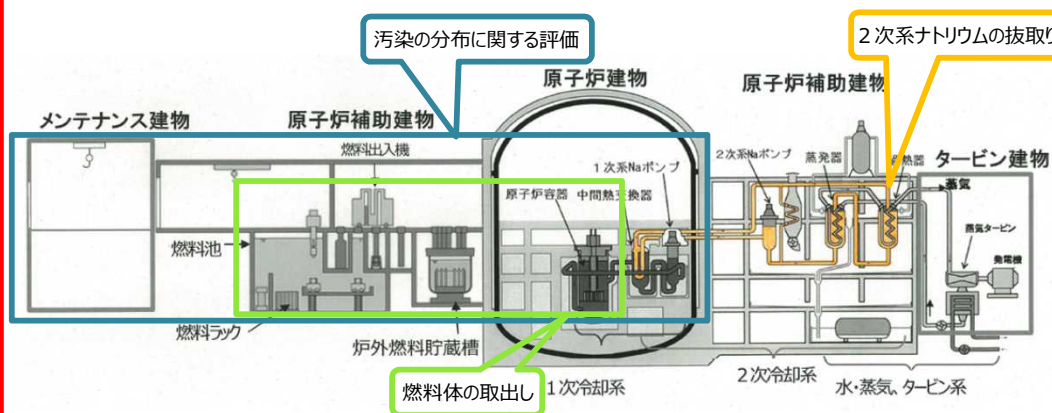 汚染の分布に関する評価
2次系ナトリウムの抜取り
原子炉建物
原子炉補助建物
メンテナンス建物
原子炉補助建物
燃料出入機
2次系Naポンプ
蒸発器
タービン建物
1次系Naポンプ
蒸気
原子炉容器
中間熱交換器
蒸気タービン
発電機
燃料池
燃料ラック
炉外燃料貯蔵槽
燃料体の取出し
1次冷却系
2次冷却系
水・蒸気、タービン系